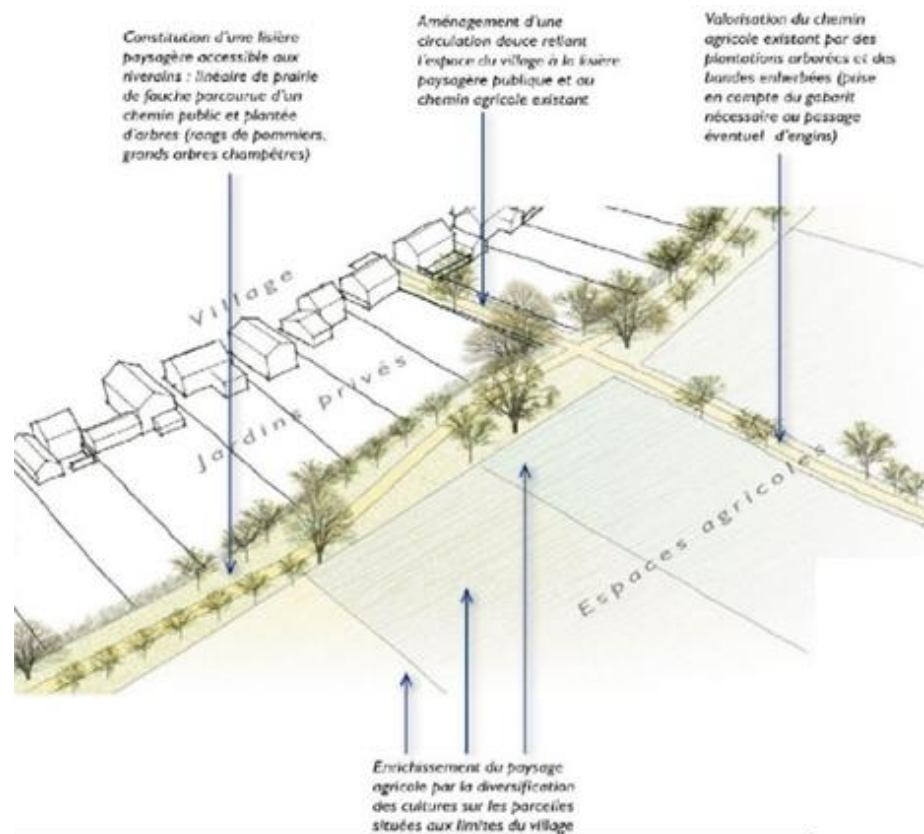 Constitution d'une lisière
paysagère accessible aux
riverains : linéaire de prairie
de fauche parcourue d'un
chemin public et plantée
d'arbres (rangs de pommiers,
grands arbres champêtres)
Aménagement d'une
circulation douce reliant
l'espace du village à la lisière
paysagère publique et au
chemin agricole existant
Valorisation du chemin
agricole existant par des
plantations arborées et des
bandes enherbées (prise
en compte du gabarit
nécessaire au passage
éventuel d'engins)
Village
Jardins privés
Espaces agricoles
Enrichissement du paysage
agricole par la diversification
des cultures sur les parcelles
situées aux limites du village